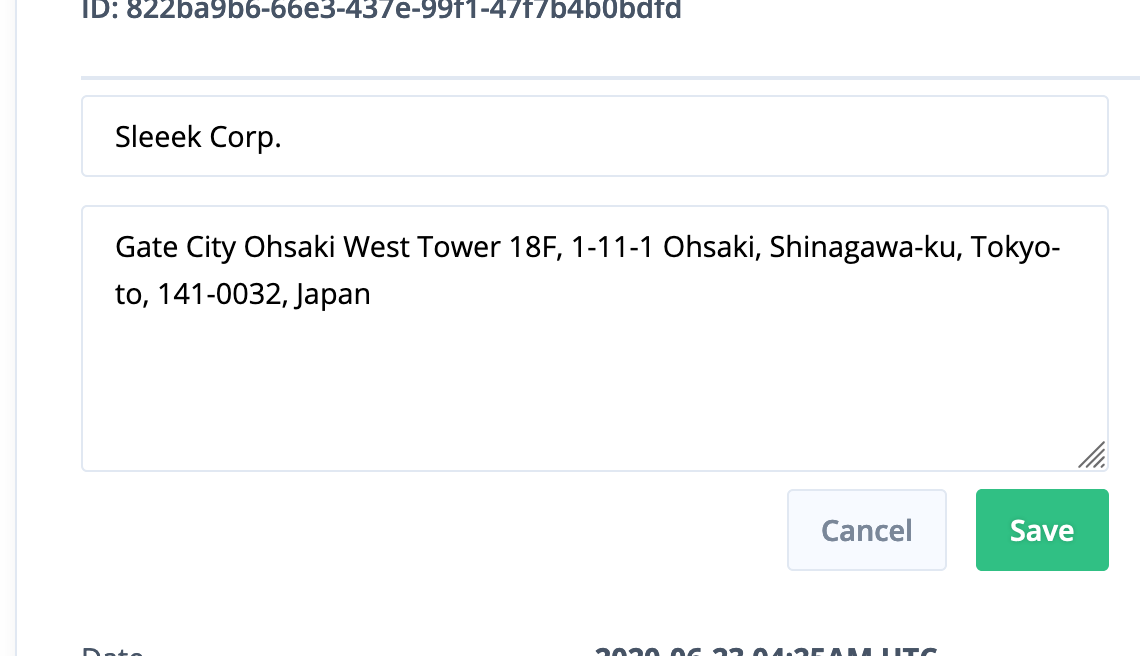 ID: 822ba9b6-66e3-437e-99f1-47f7b4b0bdfd
Sleeek Corp.
Gate City Ohsaki West Tower 18F, 1-11-1 Ohsaki, Shinagawa-ku, Tokyo-
to, 141-0032, Japan
Cancel Save
Date 2020-06-23 04:25AM UTC